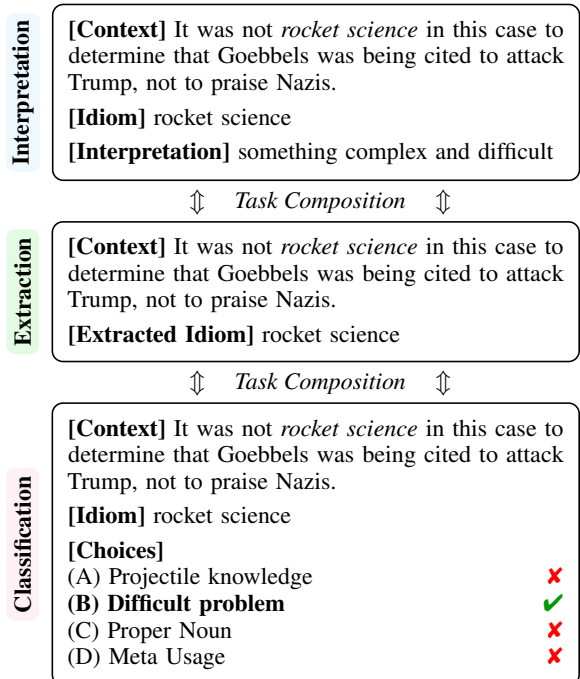 Interpretation
[Context] It was not rocket science in this case to
determine that Goebbels was being cited to attack
Trump, not to praise Nazis.
[Idiom] rocket science
[Interpretation] something complex and difficult
⇕ Task Composition ⇕
Extraction
[Context] It was not rocket science in this case to
determine that Goebbels was being cited to attack
Trump, not to praise Nazis.
[Extracted Idiom] rocket science
⇕ Task Composition ⇕
Classification
[Context] It was not rocket science in this case to
determine that Goebbels was being cited to attack
Trump, not to praise Nazis.
[Idiom] rocket science
[Choices]
(A) Projectile knowledge ✘
(B) Difficult problem ✔
(C) Proper Noun ✘
(D) Meta Usage ✘